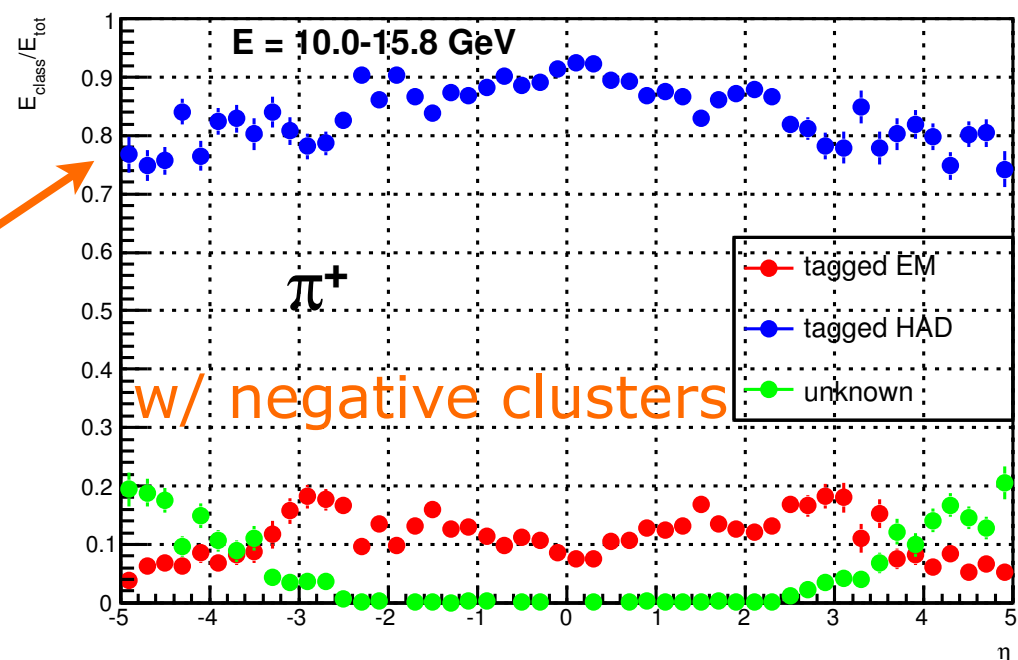 E_class/E_tot
E = 10.0-15.8 GeV
1
0.9
0.8
0.7
0.6
0.5
0.4
0.3
0.2
0.1
0
π⁺
tagged EM
tagged HAD
unknown
w/ negative clusters
-5 -4 -3 -2 -1 0 1 2 3 4 5
η